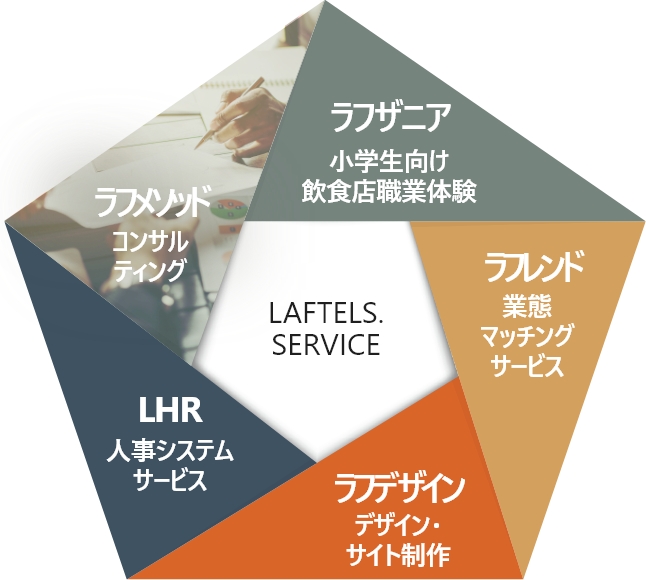 ラフザニア
小学生向け
飲食店職業体験
ラフレンド
業態
マッチング
サービス
ラフデザイン
デザイン・
サイト制作
LHR
人事システム
サービス
ラフメソッド
コンサル
ティング
LAFTELS.
SERVICE